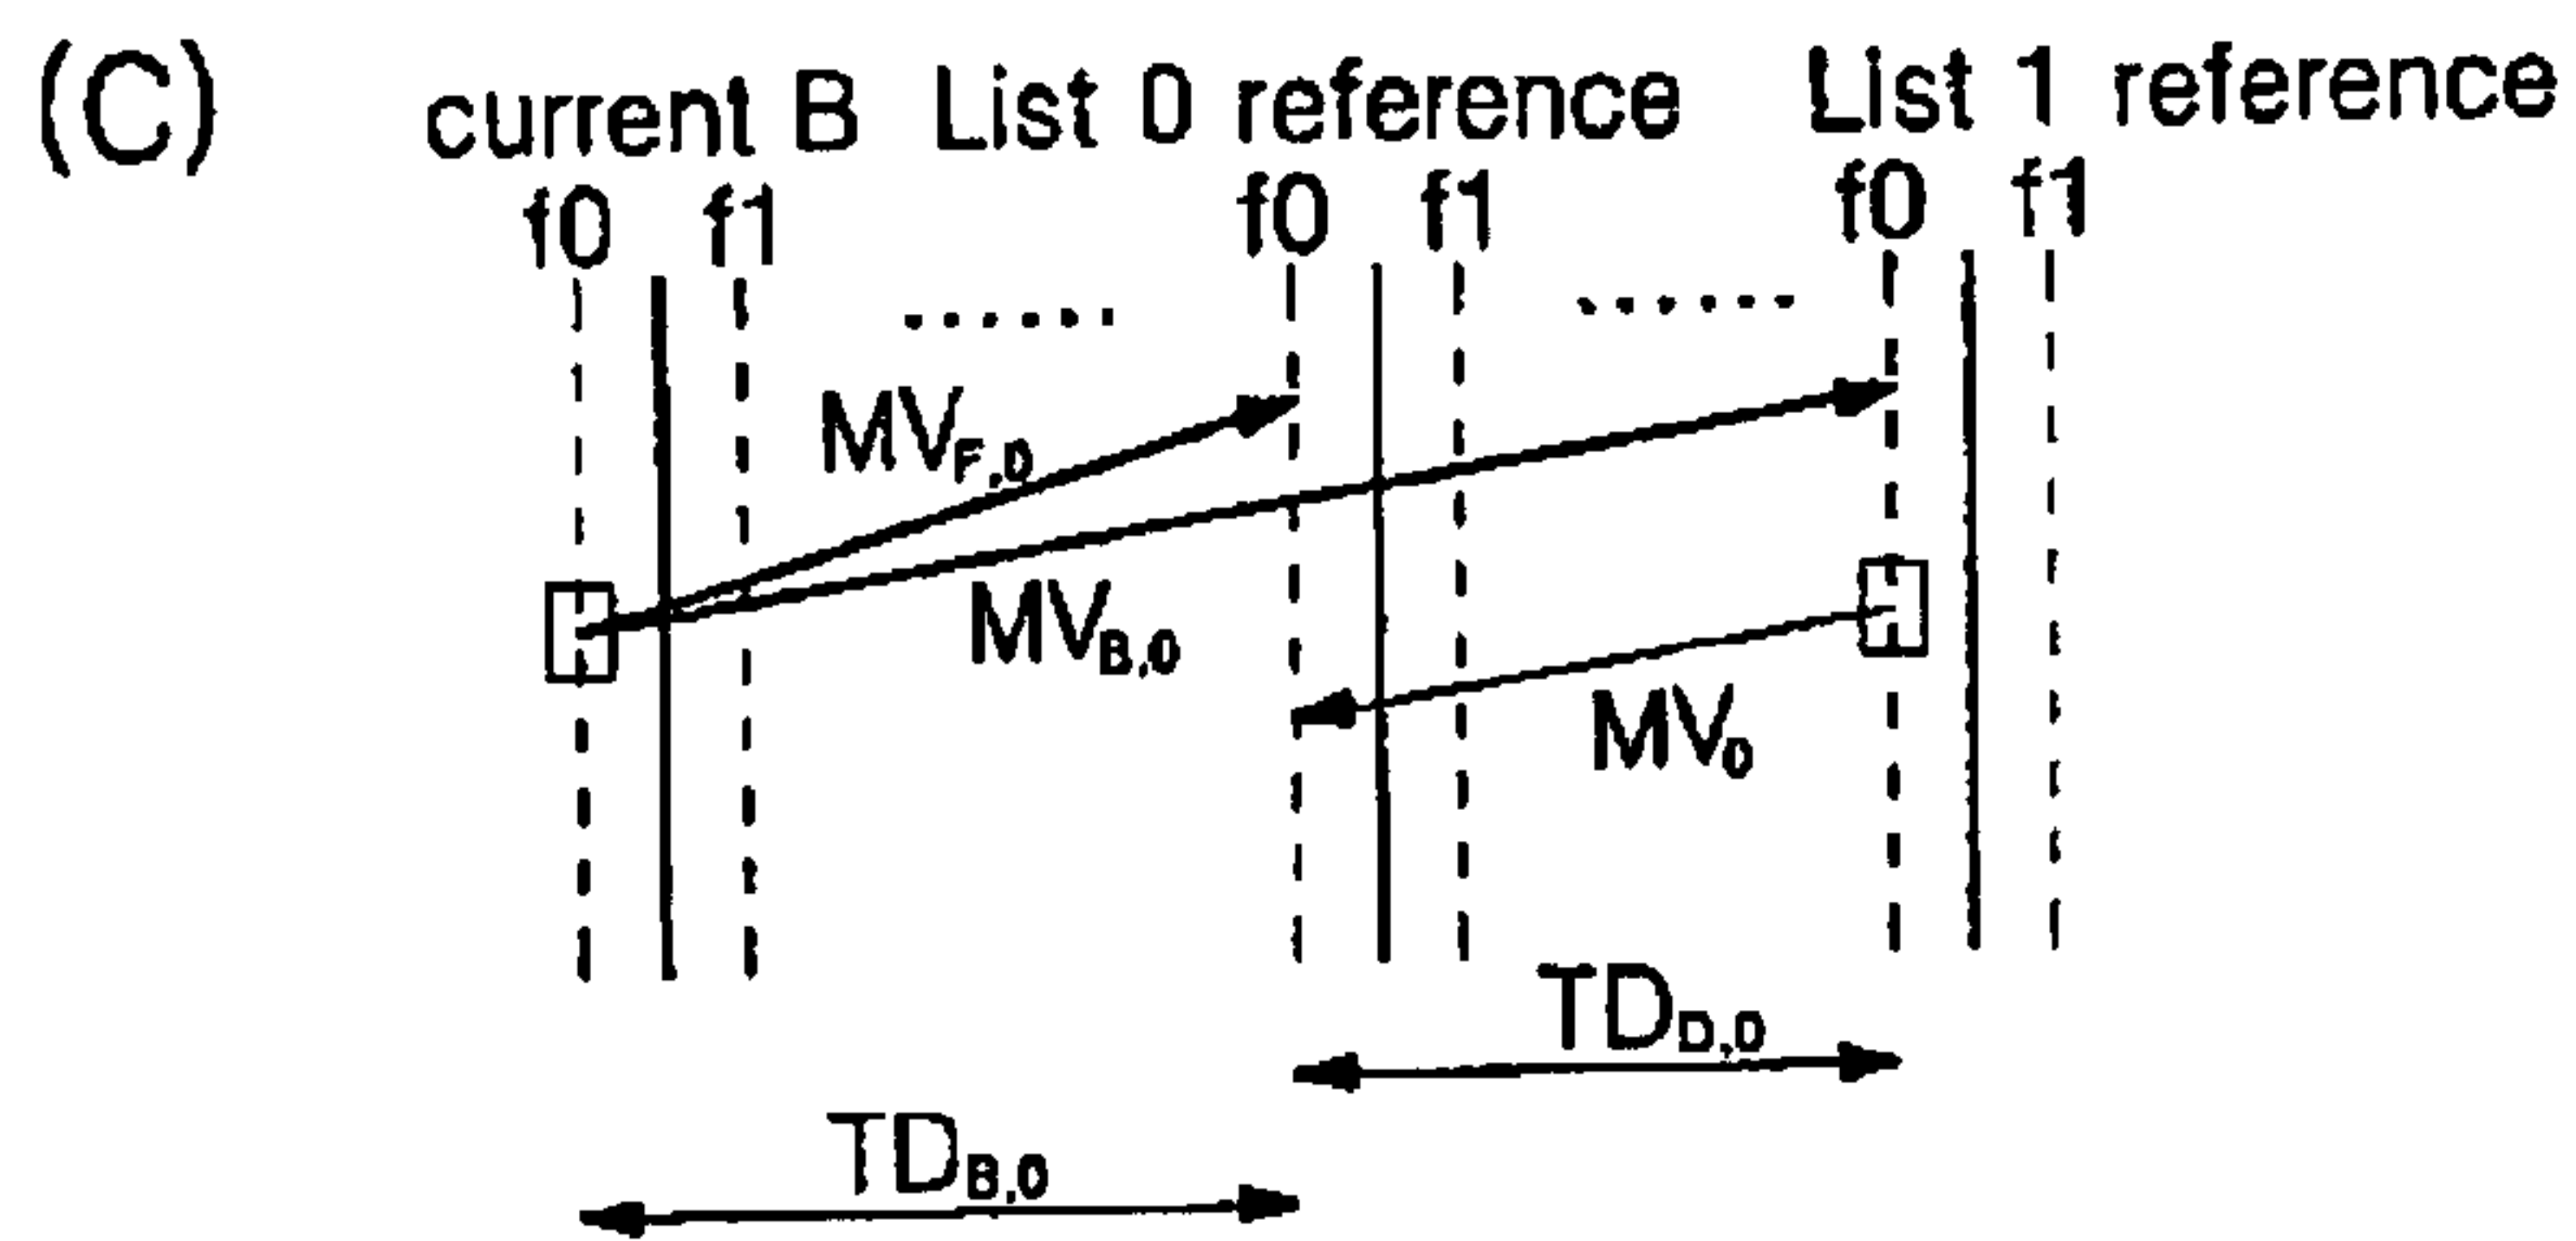 (C) current B List 0 reference List 1 reference
f0 f1 f0 f1 f0 f1
......
......
MVF,0
MVB,0
MV0
TDD,0
TDB,0